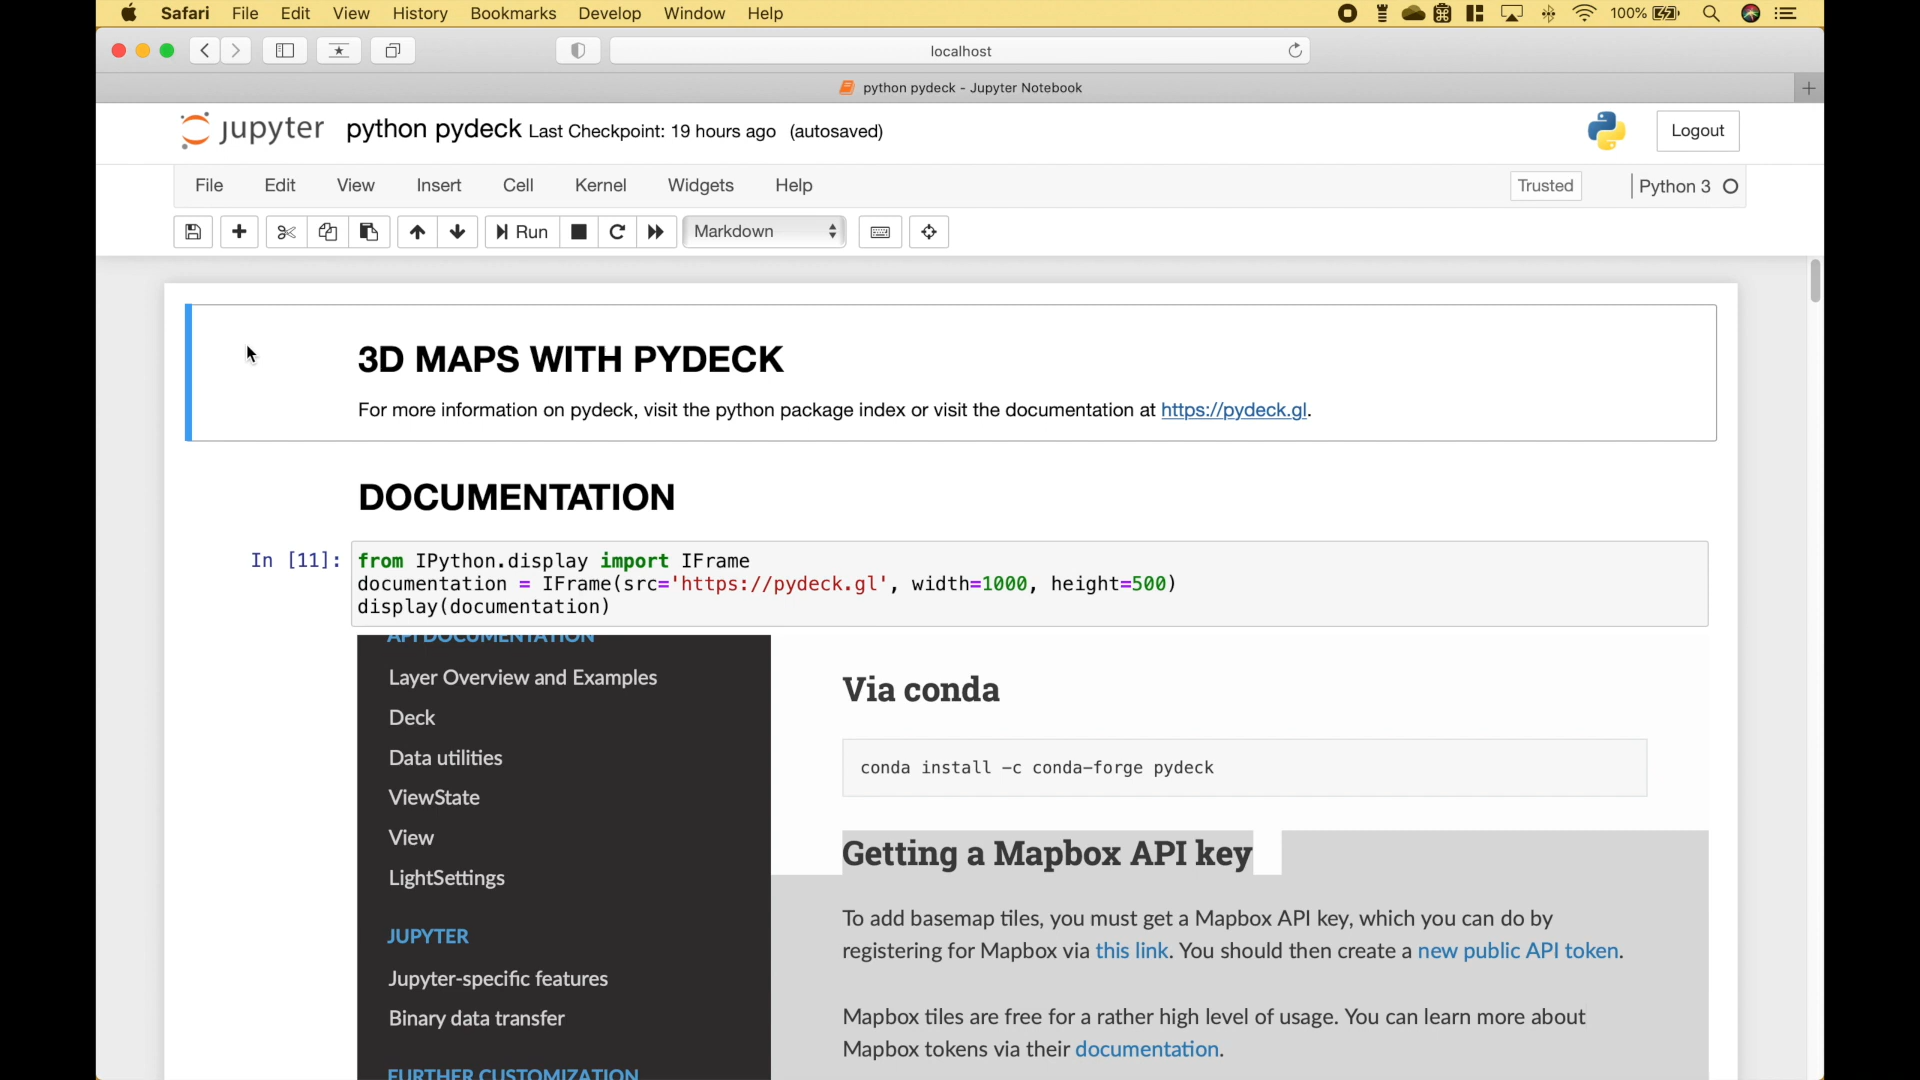 Safari File Edit View History Bookmarks Develop Window Help 100%
localhost
python pydeck - Jupyter Notebook
jupyter python pydeck Last Checkpoint: 19 hours ago (autosaved) Logout
File Edit View Insert Cell Kernel Widgets Help Trusted Python 3
Run Markdown
3D MAPS WITH PYDECK
For more information on pydeck, visit the python package index or visit the documentation at https://pydeck.gl.
DOCUMENTATION
In [11]: from IPython.display import IFrame
documentation = IFrame(src='https://pydeck.gl', width=1000, height=500)
display(documentation)
API DOCUMENTATION
Layer Overview and Examples
Deck
Data utilities
ViewState
View
LightSettings
JUPYTER
Jupyter-specific features
Binary data transfer
FURTHER CUSTOMIZATION
Via conda
conda install -c conda-forge pydeck
Getting a Mapbox API key
To add basemap tiles, you must get a Mapbox API key, which you can do by
registering for Mapbox via this link. You should then create a new public API token.
Mapbox tiles are free for a rather high level of usage. You can learn more about
Mapbox tokens via their documentation.